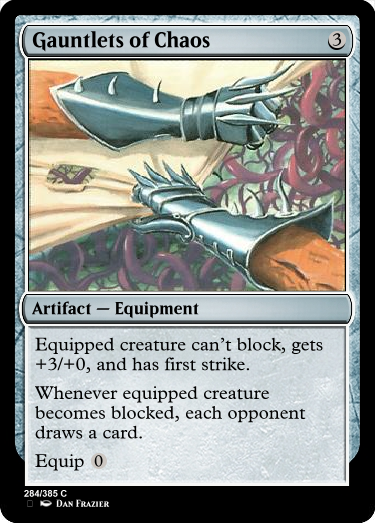 Gauntlets of Chaos 3
Artifact — Equipment
Equipped creature can't block, gets
+3/+0, and has first strike.
Whenever equipped creature
becomes blocked, each opponent
draws a card.
Equip 0
284/385 C
Dan Frazier